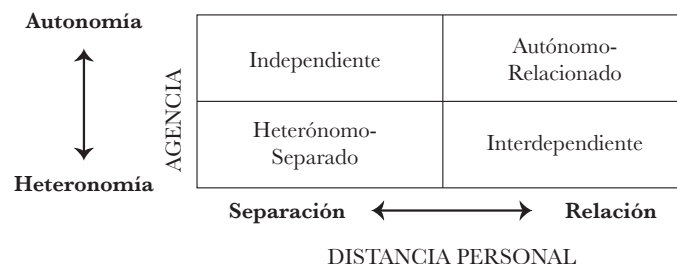 Autonomía
Independiente
Autónomo-
Relacionado
AGENCIA
Heterónomo-
Separado
Interdependiente
Heteronomía
Separación
Relación
DISTANCIA PERSONAL